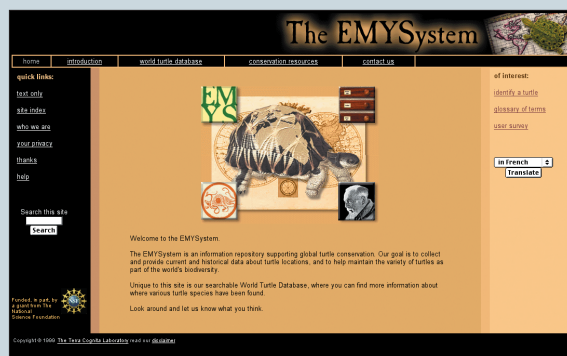 The EMYSystem
home introduction world turtle database conservation resources contact us
quick links:
text only
site index
who we are
your privacy
thanks
help
Search this site
Search
Funded, in part, by
a grant from The
National
Science Foundation
EM
YS
Welcome to the EMYSystem.
The EMYSystem is an information repository supporting global turtle conservation. Our goal is to collect
and provide current and historical data about turtle locations, and to help maintain the variety of turtles as
part of the world's biodiversity.
Unique to this site is our searchable World Turtle Database, where you can find more information about
where various turtle species have been found.
Look around and let us know what you think.
of interest:
identify a turtle
glossary of terms
user survey
in French
Translate
Copyright © 1999 The Terra Cognita Laboratory read our disclaimer